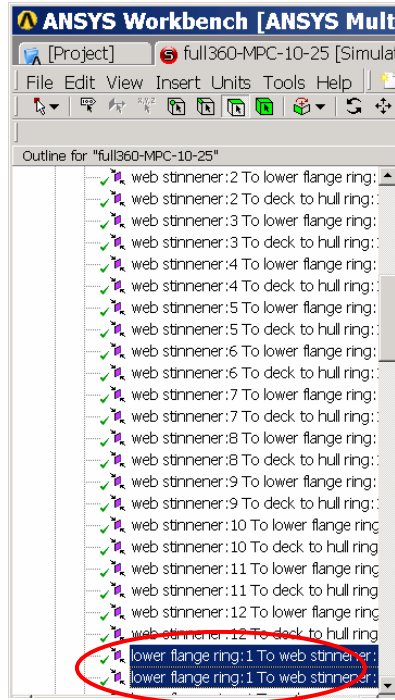 ANSYS Workbench [ANSYS Mult
[Project] full360-MPC-10-25 [Simulat
File Edit View Insert Units Tools Help
Outline for "full360-MPC-10-25"
web stinnener:2 To lower flange ring:
web stinnener:2 To deck to hull ring:
web stinnener:3 To lower flange ring:
web stinnener:3 To deck to hull ring:
web stinnener:4 To lower flange ring:
web stinnener:4 To deck to hull ring:
web stinnener:5 To lower flange ring:
web stinnener:5 To deck to hull ring:
web stinnener:6 To lower flange ring:
web stinnener:6 To deck to hull ring:
web stinnener:7 To lower flange ring:
web stinnener:7 To deck to hull ring:
web stinnener:8 To lower flange ring:
web stinnener:8 To deck to hull ring:
web stinnener:9 To lower flange ring:
web stinnener:9 To deck to hull ring:
web stinnener:10 To lower flange ring
web stinnener:10 To deck to hull ring
web stinnener:11 To lower flange ring
web stinnener:11 To deck to hull ring
web stinnener:12 To lower flange ring
web stinnener:12 To deck to hull ring
lower flange ring:1 To web stinnener:
lower flange ring:1 To web stinnener: